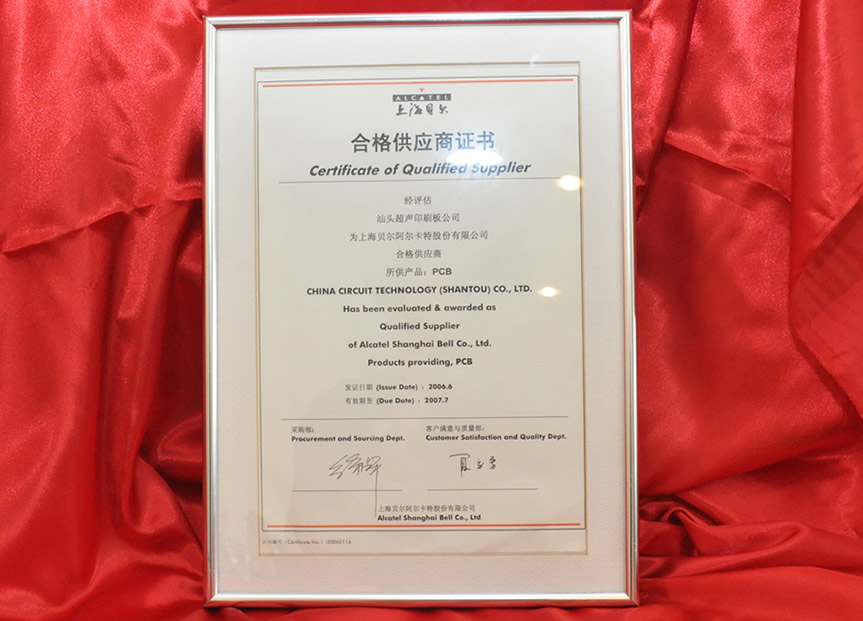 ALCATEL
上海贝尔
合格供应商证书
Certificate of Qualified Supplier
经评估
汕头超声印刷板公司
为上海贝尔阿尔卡特股份有限公司
合格供应商
所供产品：PCB
CHINA CIRCUIT TECHNOLOGY (SHANTOU) CO., LTD.
Has been evaluated & awarded as
Qualified Supplier
of Alcatel Shanghai Bell Co., Ltd.
Products providing, PCB
发证日期 (Issue Date) ：2006.6
有效期至 (Due Date) ：2007.7
采购部:
Procurement and Sourcing Dept.
客户满意与质量部:
Customer Satisfaction and Quality Dept.
上海贝尔阿尔卡特股份有限公司
Alcatel Shanghai Bell Co., Ltd.
证书编号 (Certificate No.) :20060114